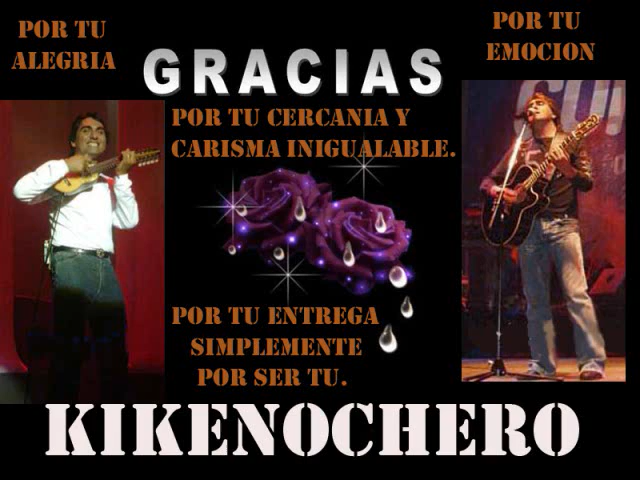 POR TU
ALEGRIA
POR TU
EMOCION
GRACIAS
POR TU CERCANIA Y
CARISMA INIGUALABLE.
POR TU ENTREGA
SIMPLEMENTE
POR SER TU.
KIKENOCHERO